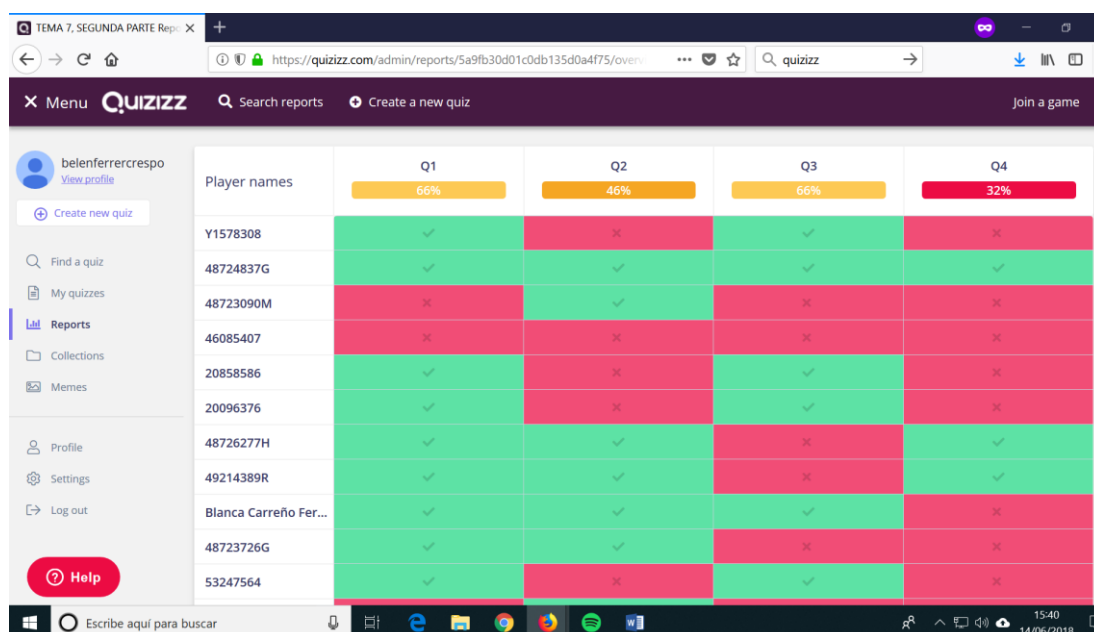 TEMA 7, SEGUNDA PARTE Repo
https://quizizz.com/admin/reports/5a9fb30d01c0db135d0a4f75/overv
quizizz
Menu QUIZIZZ Search reports Create a new quiz Join a game
belenferrercrespo
View profile
Create new quiz
Find a quiz
My quizzes
Reports
Collections
Memes
Profile
Settings
Log out
Help
Player names Q1 Q2 Q3 Q4
66% 46% 66% 32%
Y1578308
48724837G
48723090M
46085407
20858586
20096376
48726277H
49214389R
Blanca Carreño Fer...
48723726G
53247564
Escribe aquí para buscar
15:40
14/06/2018